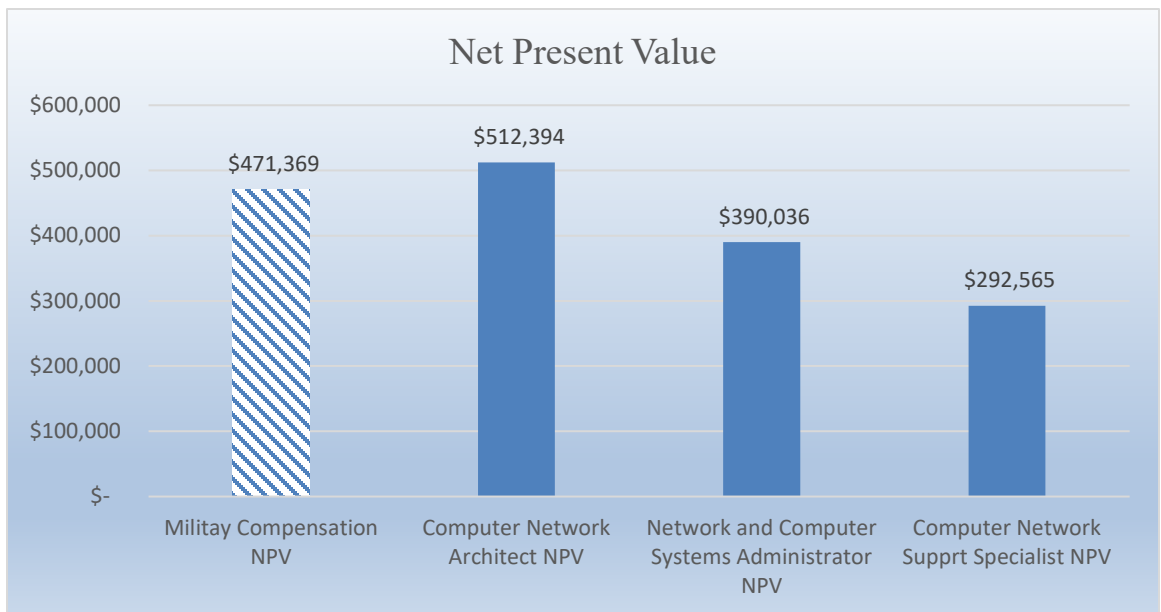 Net Present Value
$600,000
$500,000
$400,000
$300,000
$200,000
$100,000
$-
$471,369
$512,394
$390,036
$292,565
Militay Compensation
NPV
Computer Network
Architect NPV
Network and Computer
Systems Administrator
NPV
Computer Network
Supprt Specialist NPV